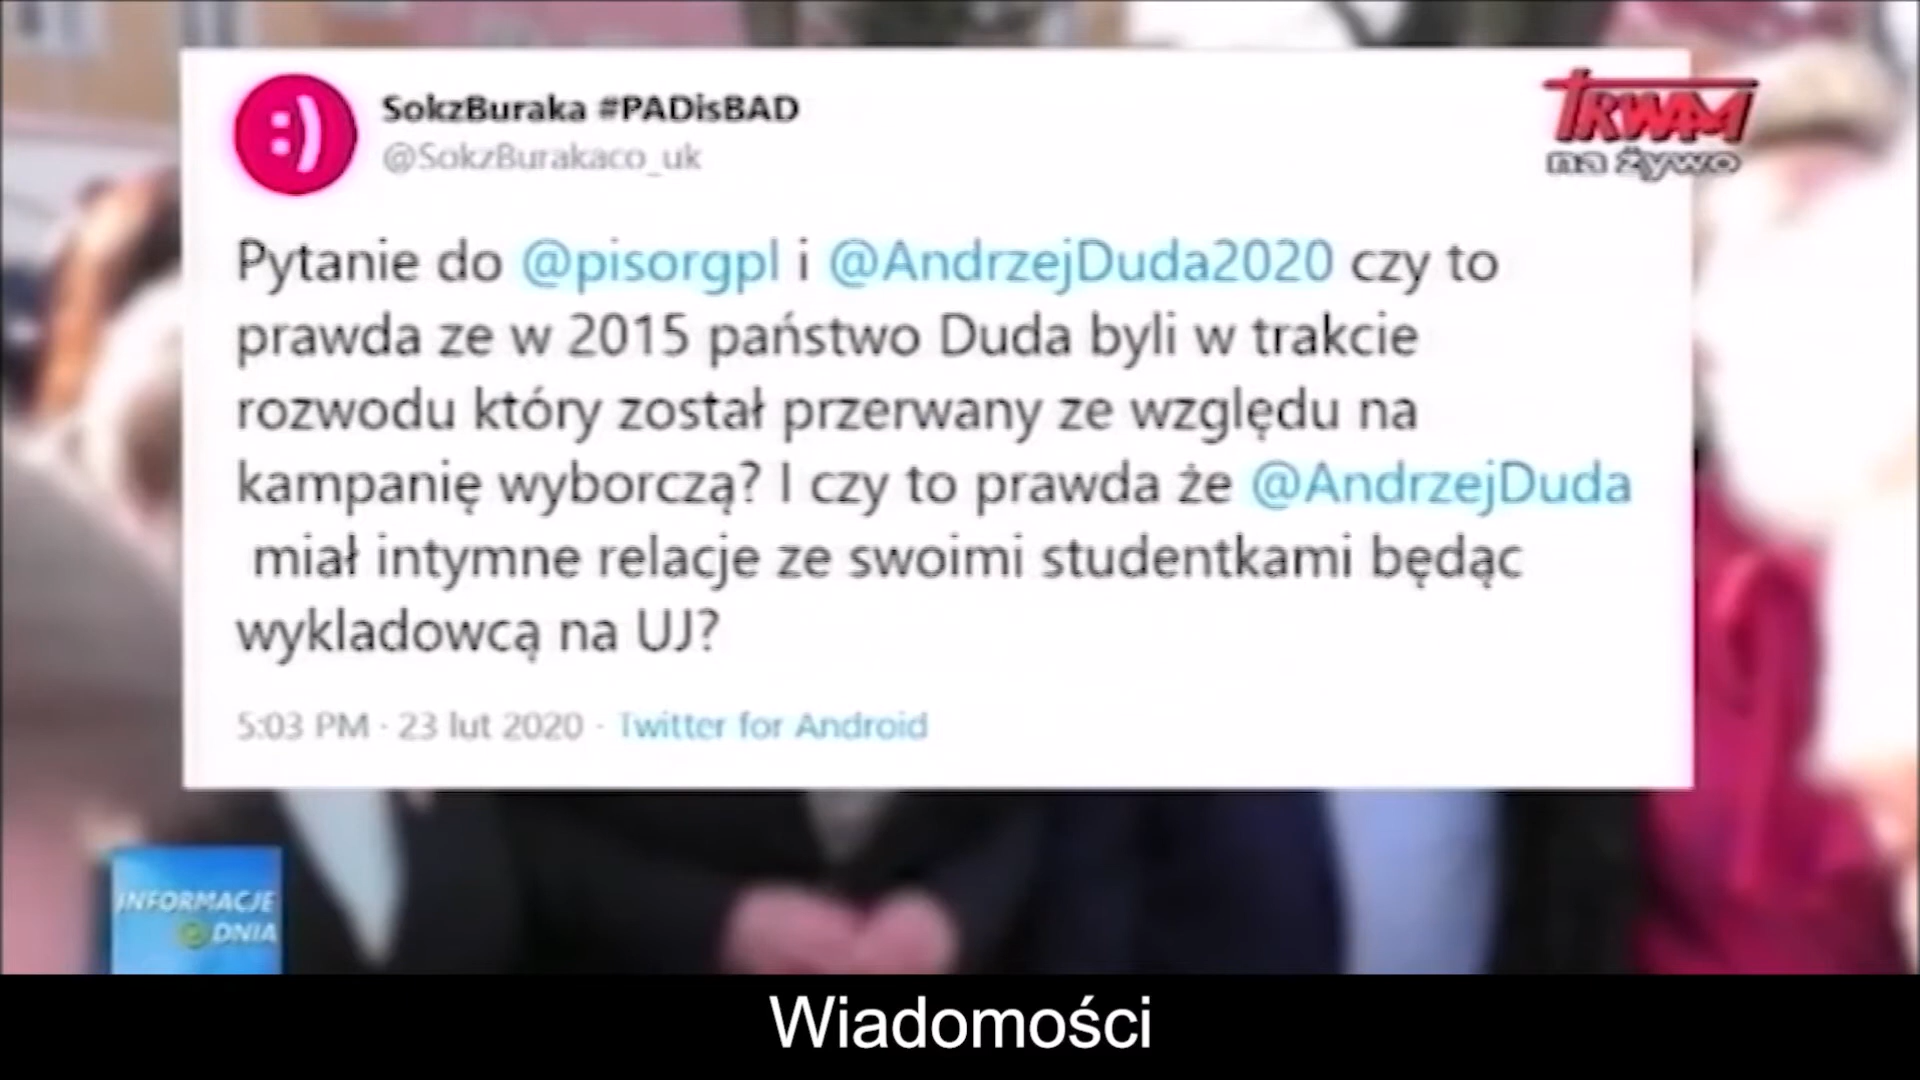 :)
SokzBuraka #PADisBAD
@SokzBurakaco_uk
TRWAM
na żywo
Pytanie do @pisorgpl i @AndrzejDuda2020 czy to
prawda ze w 2015 państwo Duda byli w trakcie
rozwodu który został przerwany ze względu na
kampanię wyborczą? I czy to prawda że @AndrzejDuda
miał intymne relacje ze swoimi studentkami będąc
wykladowcą na UJ?
5:03 PM · 23 lut 2020 · Twitter for Android
INFORMACJE
DNIA
Wiadomości